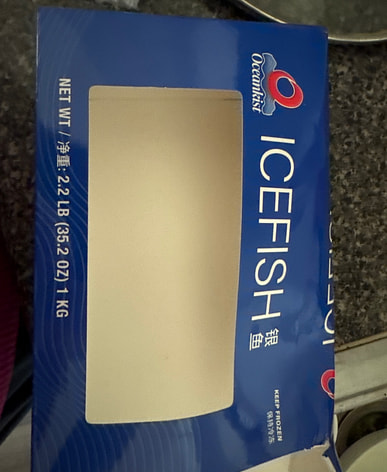 Oceankist
ICEFISH 银鱼
KEEP FROZEN
保持冷冻
NET WT / 净重: 2.2 LB (35.2 OZ) 1 KG